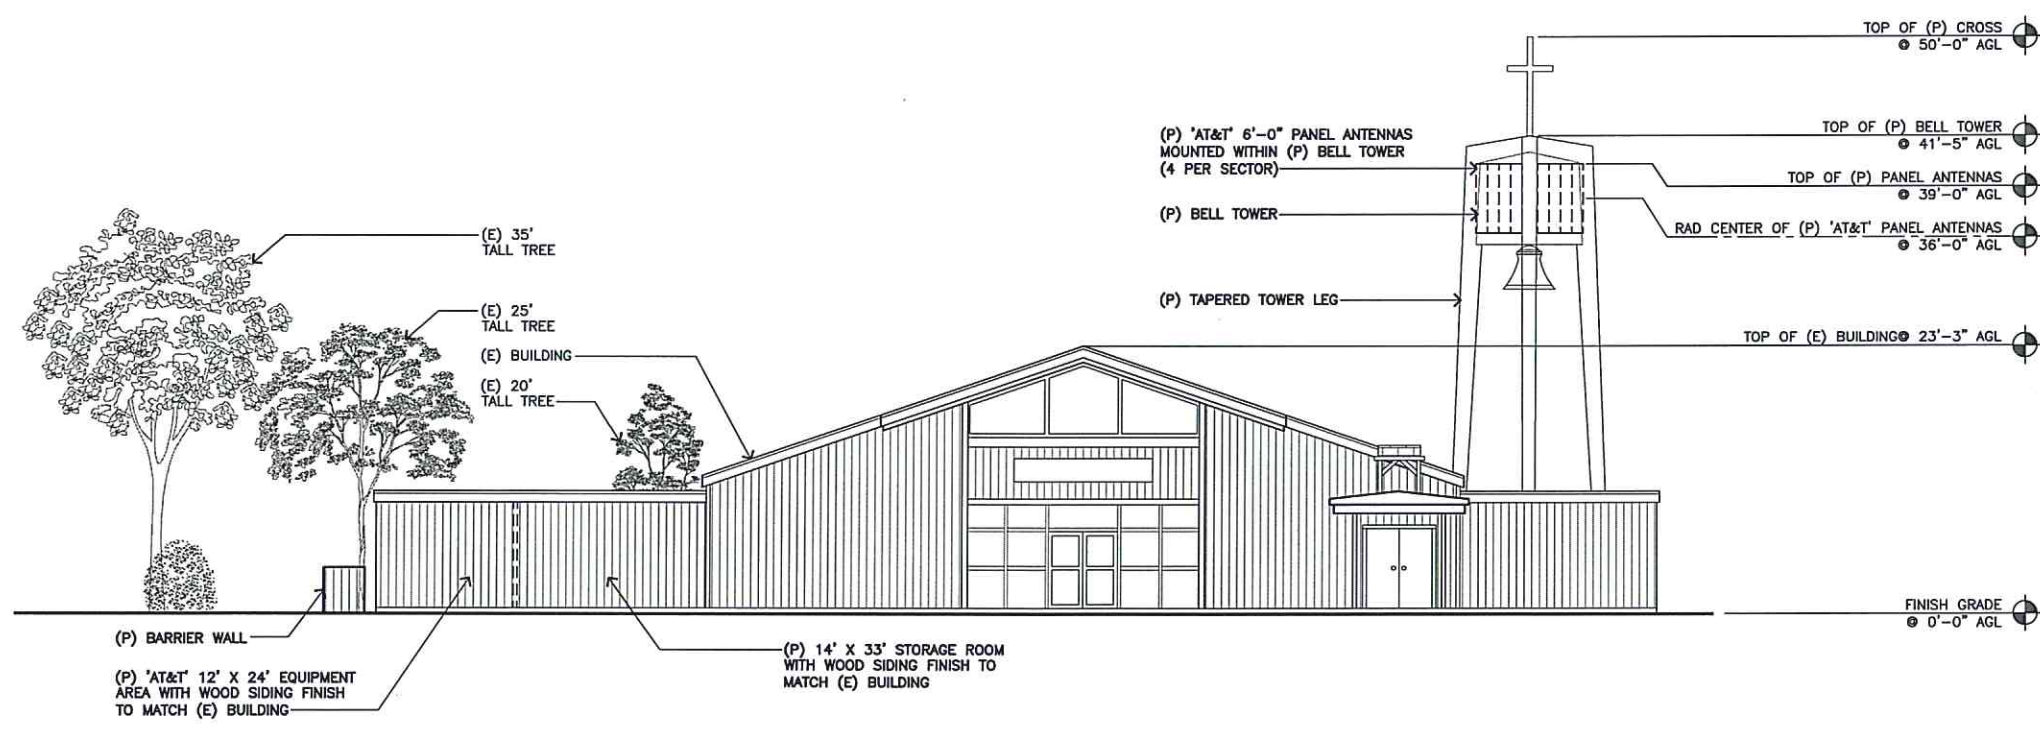 TOP OF (P) CROSS
@ 50'-0" AGL
(P) 'AT&T' 6'-0" PANEL ANTENNAS
MOUNTED WITHIN (P) BELL TOWER
(4 PER SECTOR)
TOP OF (P) BELL TOWER
@ 41'-5" AGL
TOP OF (P) PANEL ANTENNAS
@ 39'-0" AGL
(P) BELL TOWER
RAD CENTER OF (P) 'AT&T' PANEL ANTENNAS
@ 36'-0" AGL
(E) 35'
TALL TREE
(P) TAPERED TOWER LEG
(E) 25'
TALL TREE
TOP OF (E) BUILDING@ 23'-3" AGL
(E) BUILDING
(E) 20'
TALL TREE
FINISH GRADE
@ 0'-0" AGL
(P) BARRIER WALL
(P) 'AT&T' 12' X 24' EQUIPMENT
AREA WITH WOOD SIDING FINISH
TO MATCH (E) BUILDING
(P) 14' X 33' STORAGE ROOM
WITH WOOD SIDING FINISH TO
MATCH (E) BUILDING